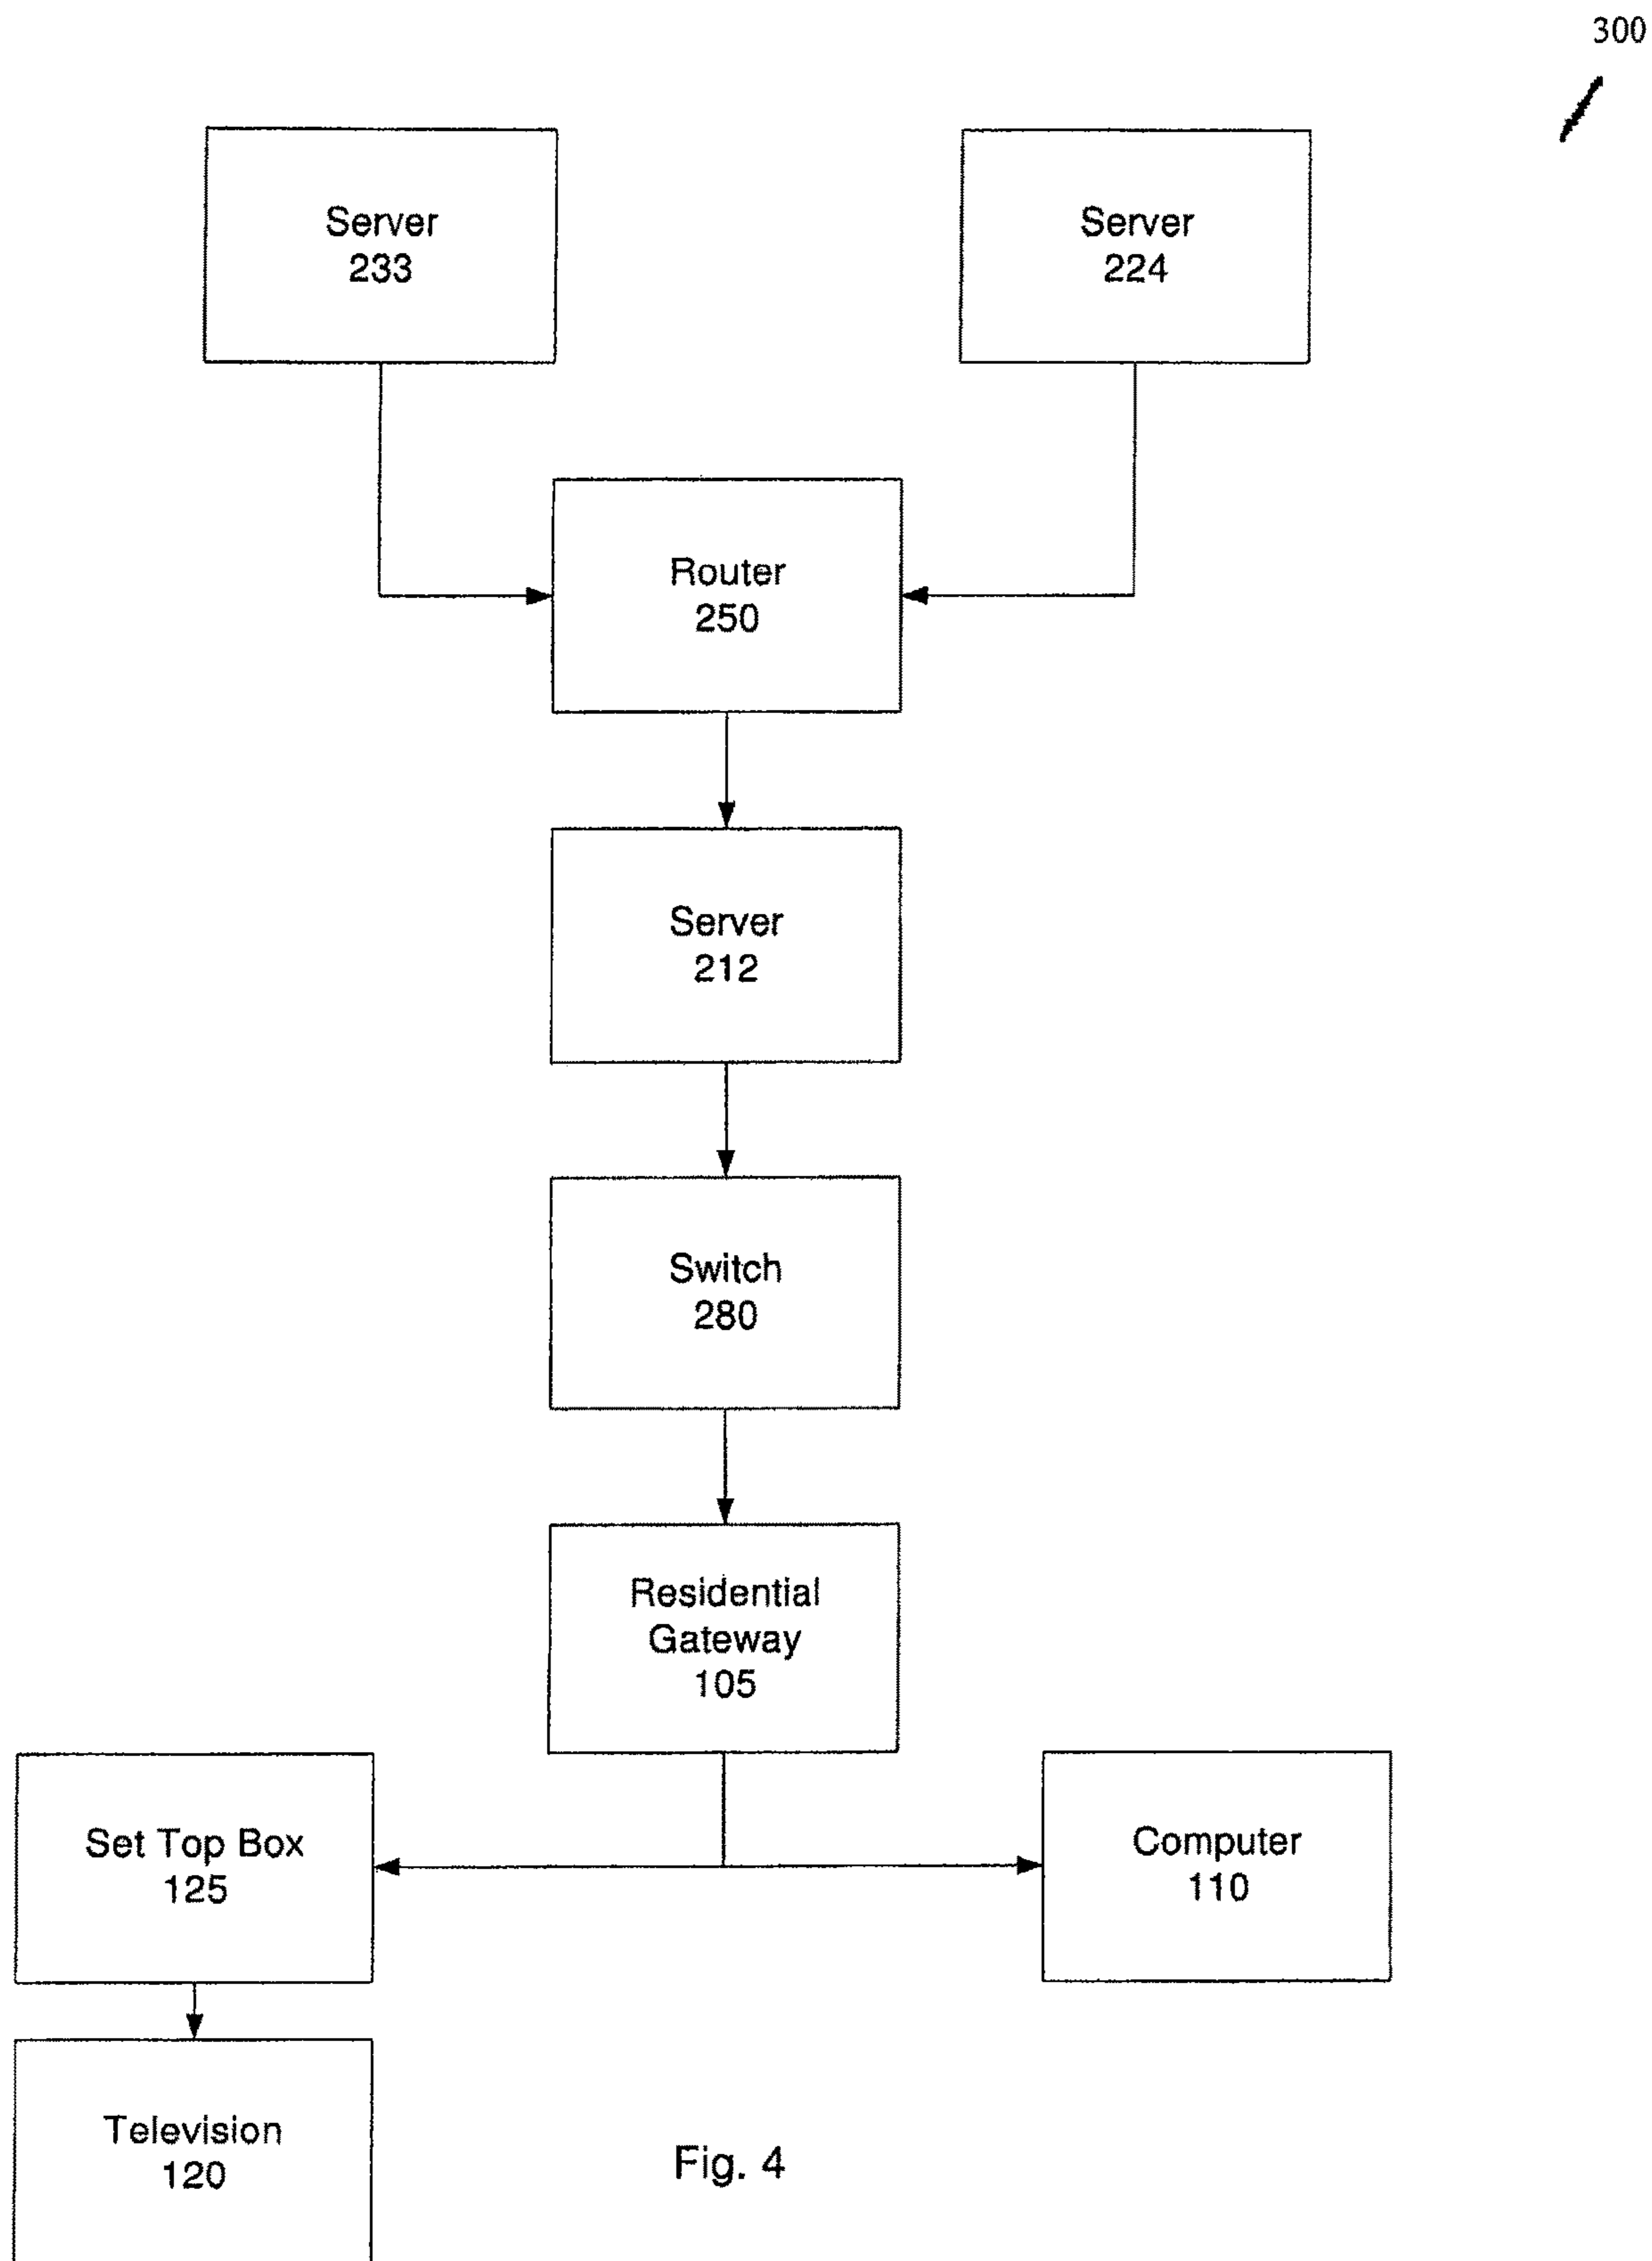 300
Server
233
Server
224
Router
250
Server
212
Switch
280
Residential
Gateway
105
Set Top Box
125
Computer
110
Television
120
Fig. 4